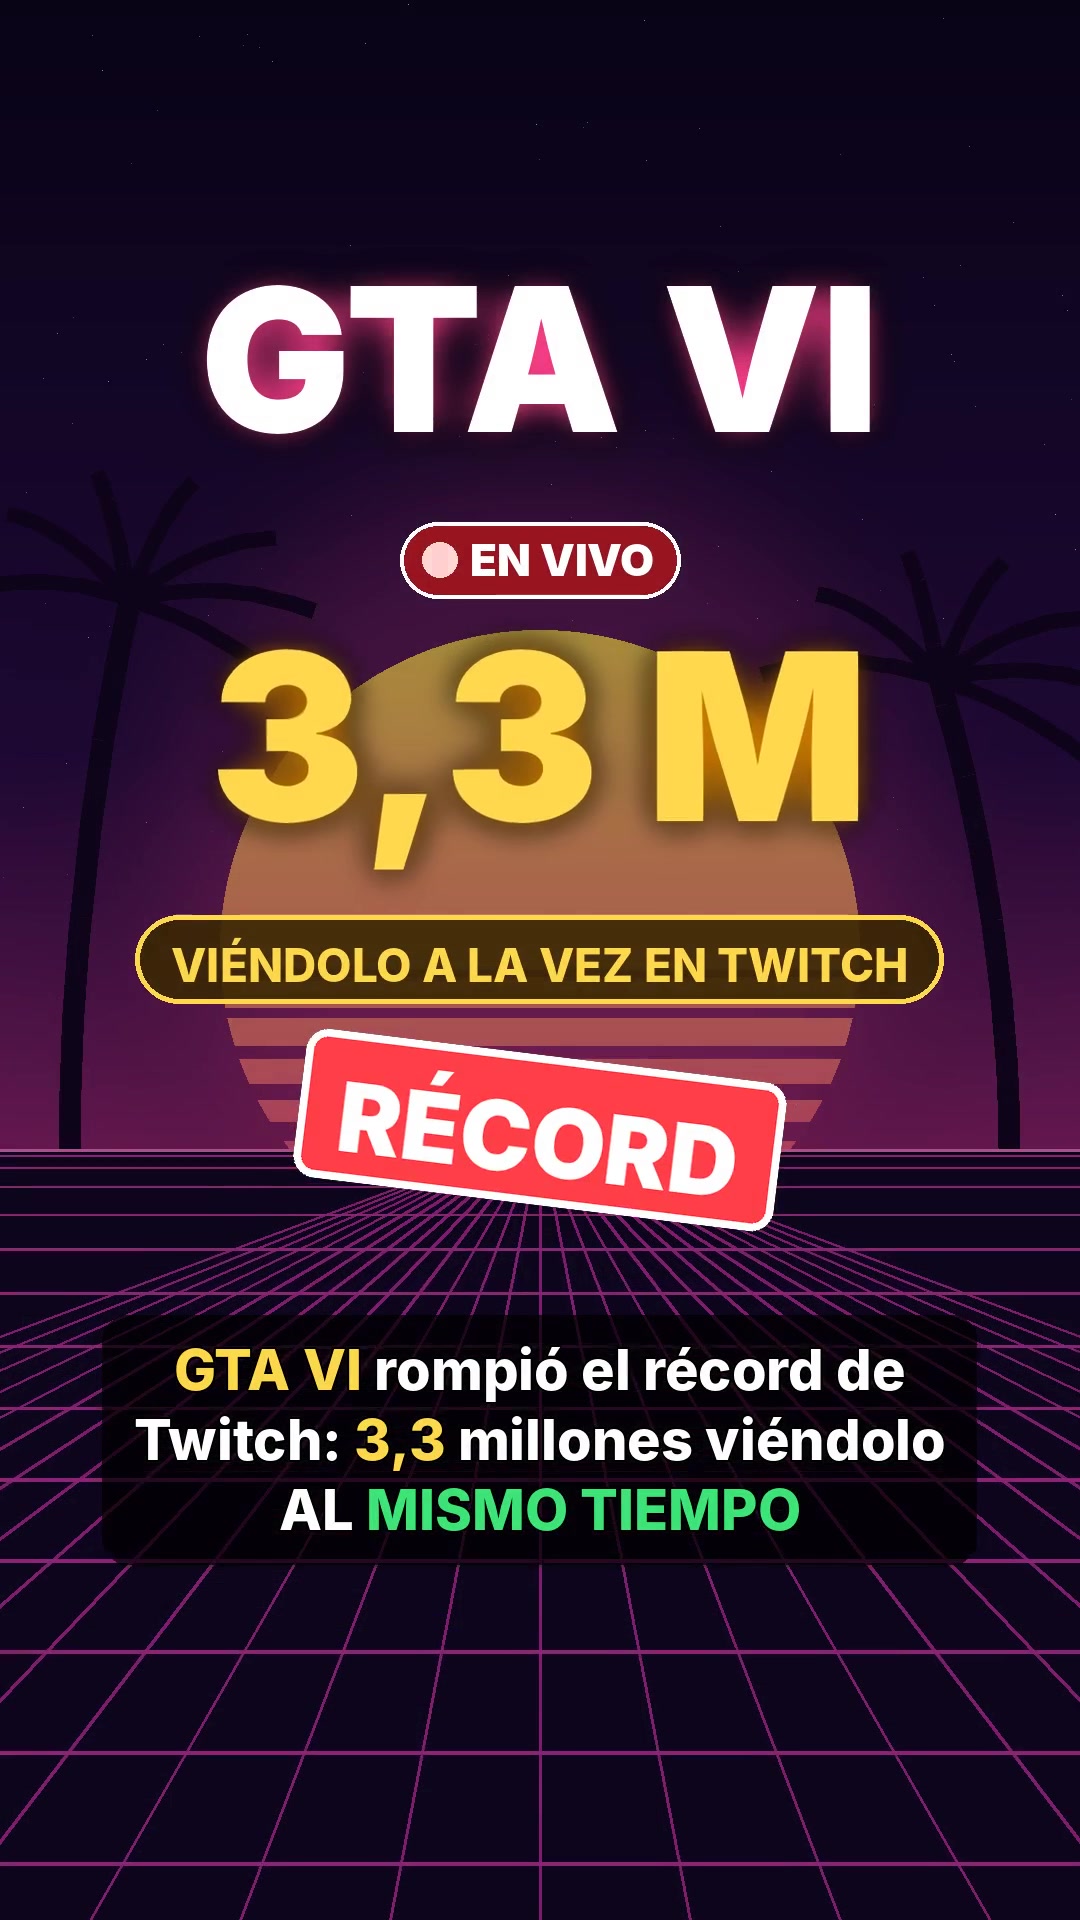 GTA VI
EN VIVO
3,3 M
VIÉNDOLO A LA VEZ EN TWITCH
RÉCORD
GTA VI rompió el récord de
Twitch: 3,3 millones viéndolo
AL MISMO TIEMPO